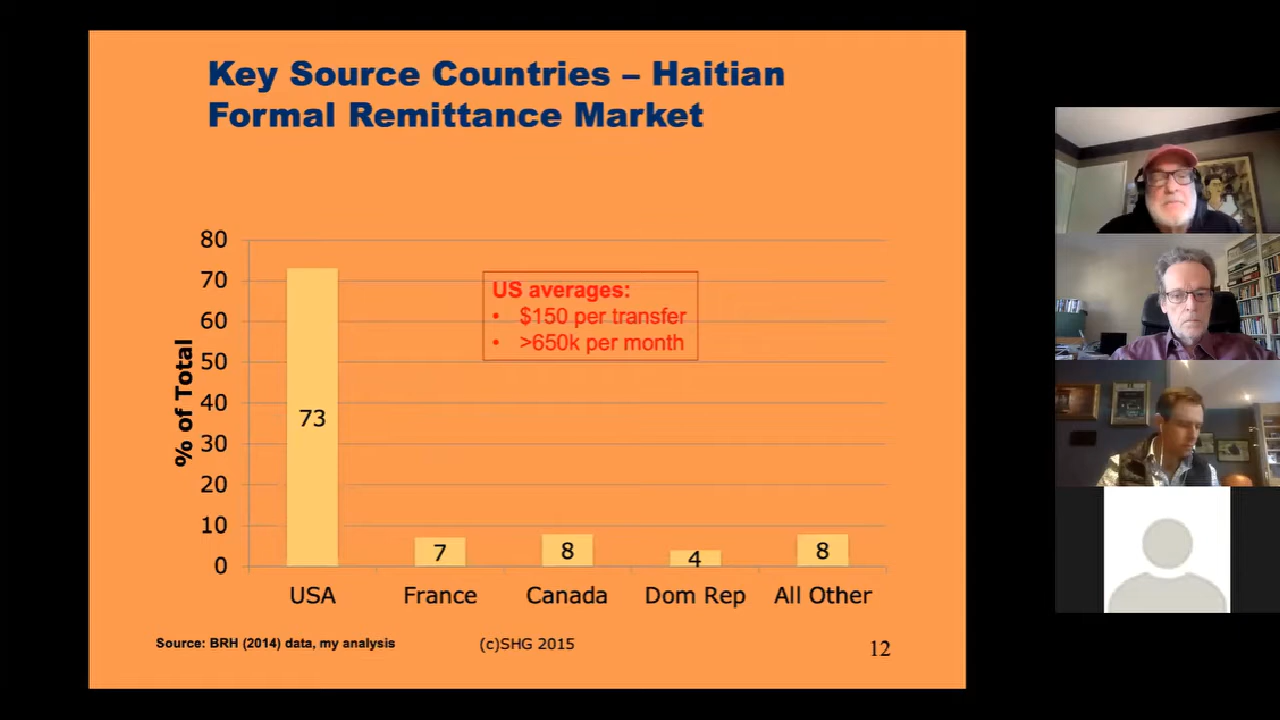 Key Source Countries – Haitian
Formal Remittance Market
80
70
60
50
40
30
20
10
0
% of Total
US averages:
• $150 per transfer
• >650k per month
73
7
8
4
8
USA
France
Canada
Dom Rep
All Other
Source: BRH (2014) data, my analysis
(c)SHG 2015
12